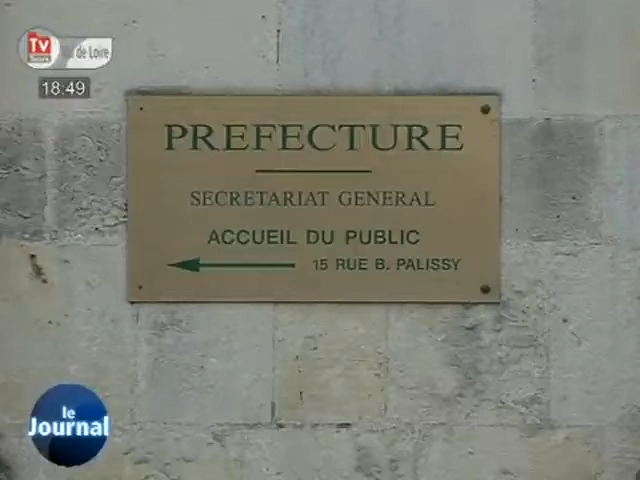 TV
de Loire
18:49
PREFECTURE
SECRETARIAT GENERAL
ACCUEIL DU PUBLIC
15 RUE B. PALISSY
le
Journal